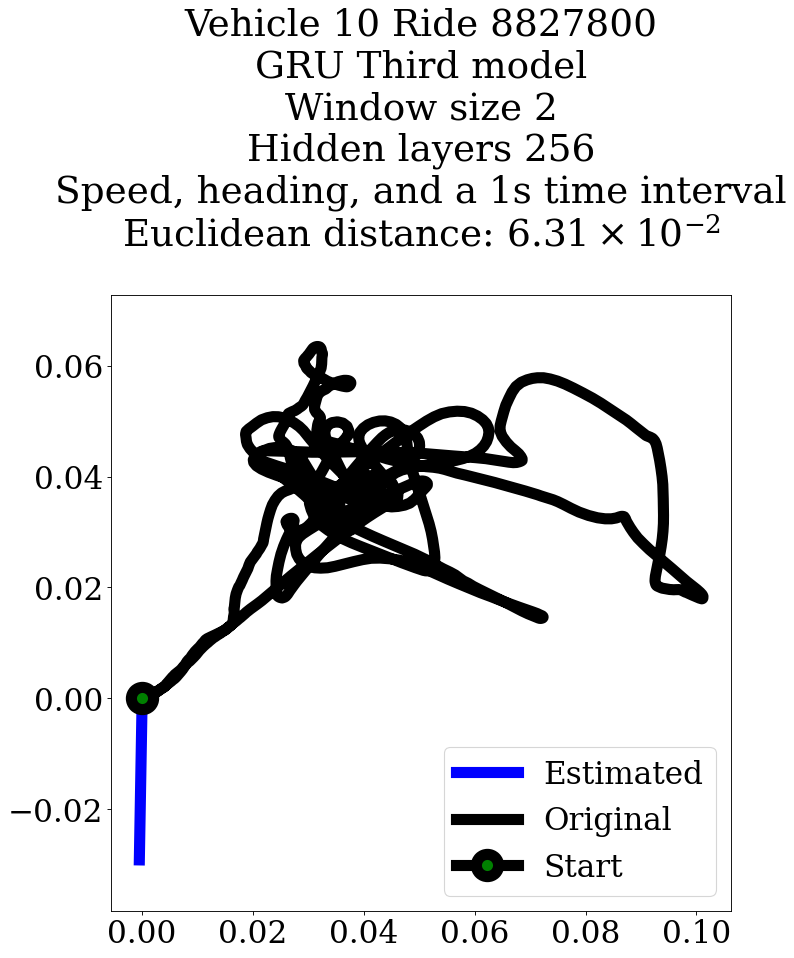 Vehicle 10 Ride 8827800
GRU Third model
Window size 2
Hidden layers 256
Speed, heading, and a 1s time interval
Euclidean distance: 6.31 × 10⁻²
0.06
0.04
0.02
0.00
−0.02
Estimated
Original
Start
0.00 0.02 0.04 0.06 0.08 0.10